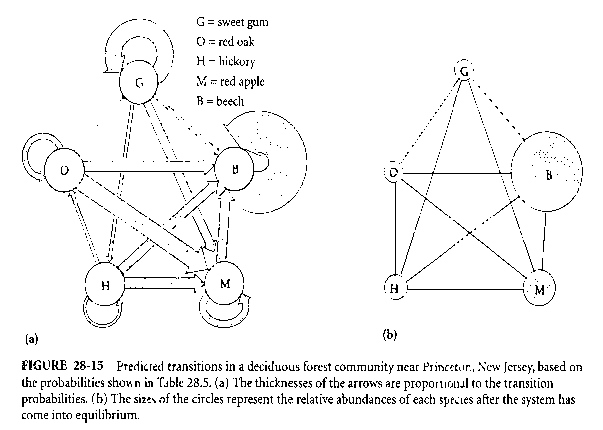 G = sweet gum
O = red oak
H = hickory
M = red apple
B = beech
G
G
O
B
O
B
H
M
H
M
(a)
(b)
FIGURE 28-15 Predicted transitions in a deciduous forest community near Princeton, New Jersey, based on
the probabilities shown in Table 28.5. (a) The thicknesses of the arrows are proportional to the transition
probabilities. (b) The sizes of the circles represent the relative abundances of each species after the system has
come into equilibrium.